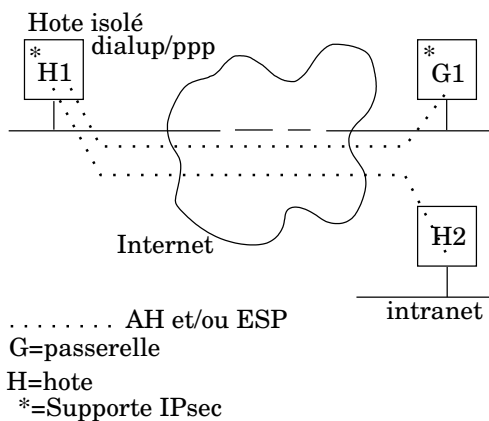 Hote isolé
dialup/ppp
*
H1
*
G1
Internet
H2
intranet
AH et/ou ESP
G=passerelle
H=hote
*=Supporte IPsec